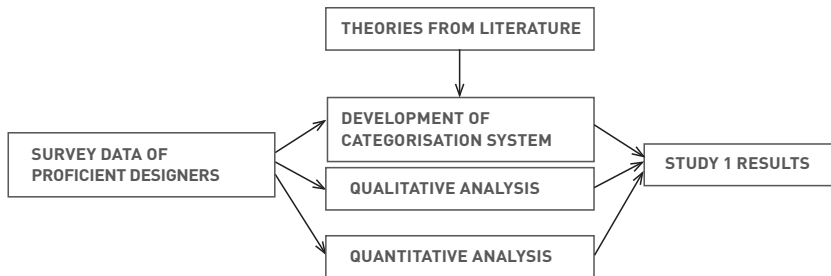 THEORIES FROM LITERATURE
DEVELOPMENT OF
CATEGORISATION SYSTEM
SURVEY DATA OF
PROFICIENT DESIGNERS
STUDY 1 RESULTS
QUALITATIVE ANALYSIS
QUANTITATIVE ANALYSIS